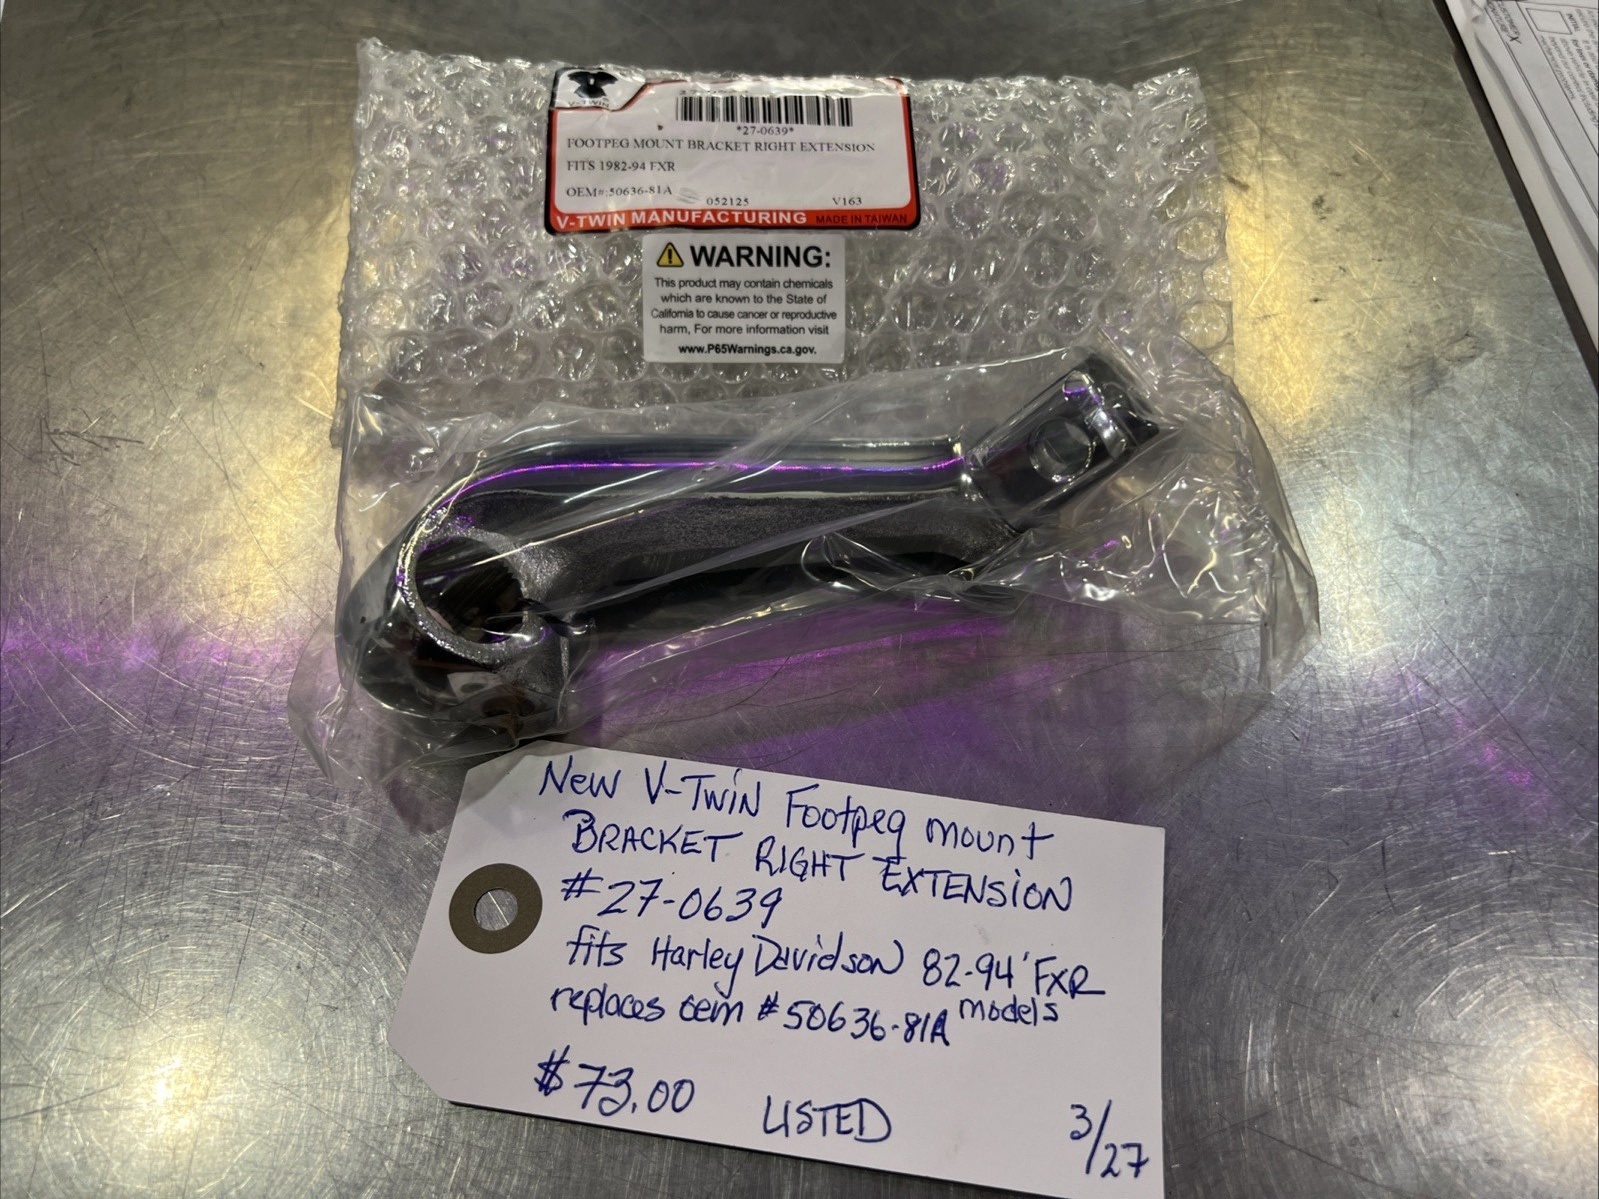 V-TWIN
*27-0639*
FOOTPEG MOUNT BRACKET RIGHT EXTENSION
FITS 1982-94 FXR
OEM#:50636-81A
052125 V163
V-TWIN MANUFACTURING MADE IN TAIWAN
WARNING:
This product may contain chemicals
which are known to the State of
California to cause cancer or reproductive
harm, For more information visit
www.P65Warnings.ca.gov.
New V-Twin Footpeg mount
BRACKET RIGHT EXTENSION
#27-0639
fits Harley Davidson 82-94' FXR
replaces oem #50636-81A models
$73.00 LISTED 3/27